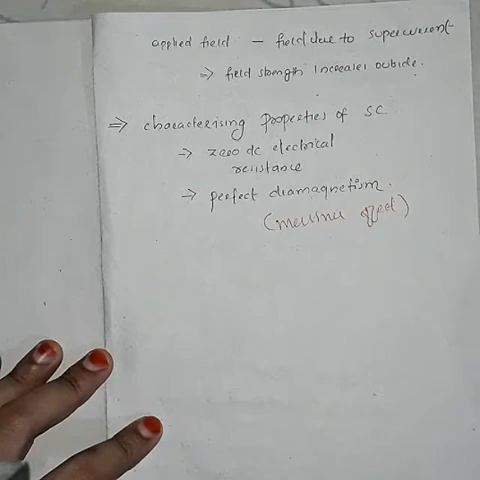 applied field - field due to supercurrent
=> field strength increases outside.
=> characterising properties of SC
-> zero dc electrical
resistance
-> perfect diamagnetism.
(meissner effect)